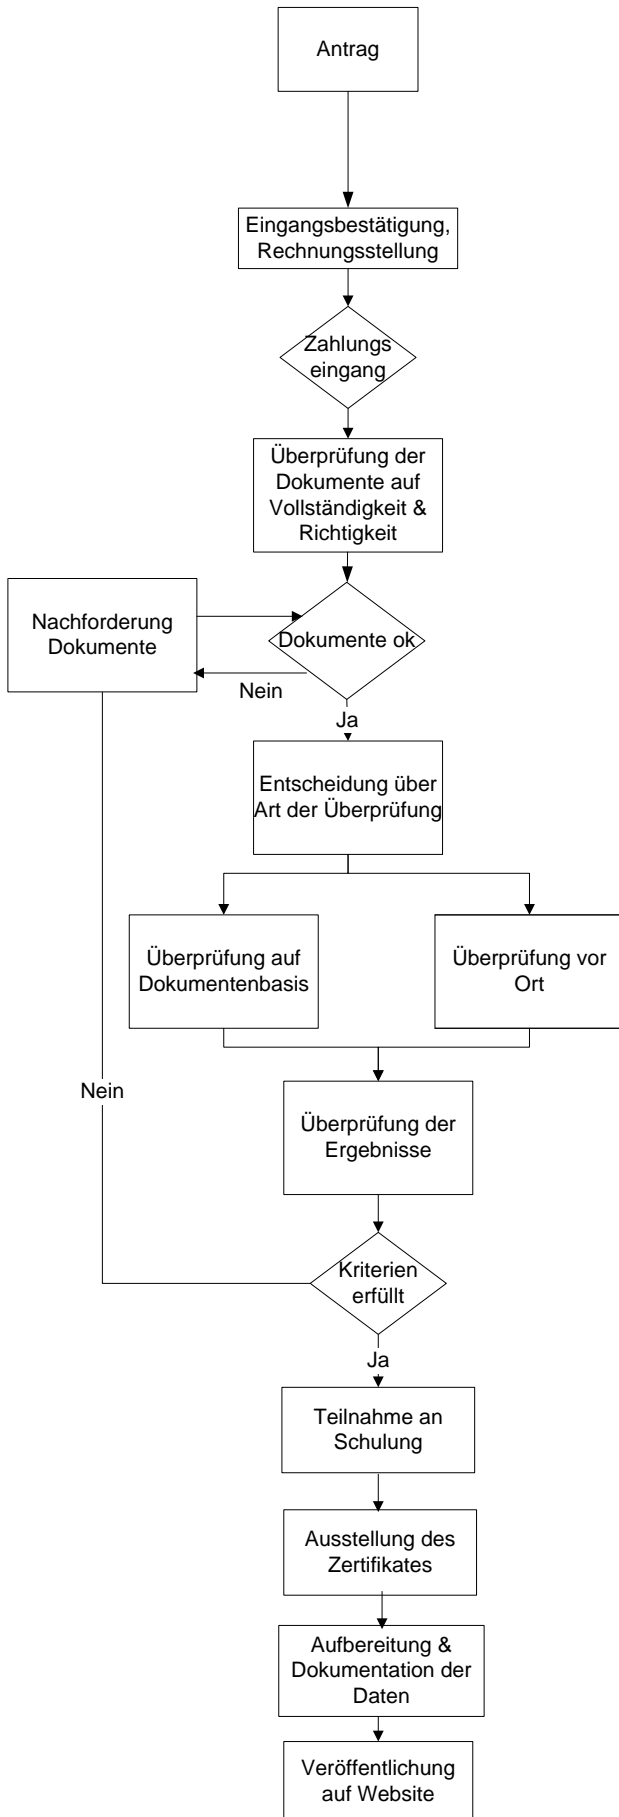 Antrag
Eingangsbestätigung,
Rechnungsstellung
Zahlungs
eingang
Überprüfung der
Dokumente auf
Vollständigkeit &
Richtigkeit
Nachforderung
Dokumente
Dokumente ok
Nein
Ja
Entscheidung über
Art der Überprüfung
Überprüfung auf
Dokumentenbasis
Überprüfung vor
Ort
Nein
Überprüfung der
Ergebnisse
Kriterien
erfüllt
Ja
Teilnahme an
Schulung
Ausstellung des
Zertifikates
Aufbereitung &
Dokumentation der
Daten
Veröffentlichung
auf Website